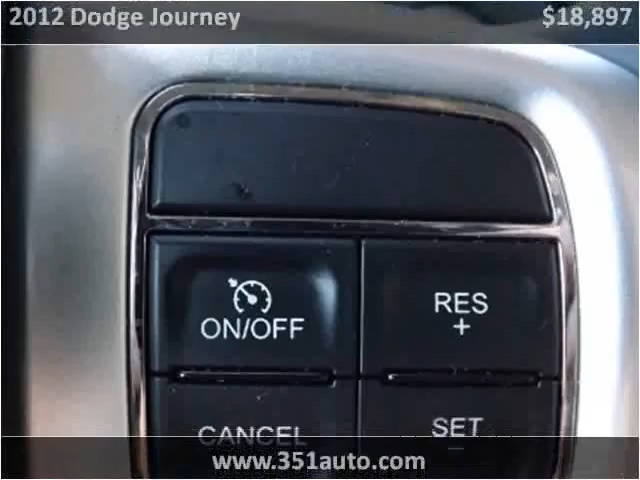 2012 Dodge Journey $18,897
ON/OFF
RES
+
CANCEL
SET
–
www.351auto.com